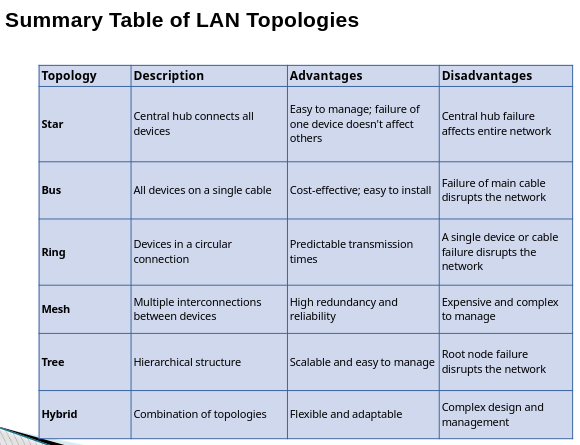 Summary Table of LAN Topologies
Topology Description Advantages Disadvantages
Star
Central hub connects all
devices
Easy to manage; failure of
one device doesn't affect
others
Central hub failure
affects entire network
Bus
All devices on a single cable
Cost-effective; easy to install
Failure of main cable
disrupts the network
Ring
Devices in a circular
connection
Predictable transmission
times
A single device or cable
failure disrupts the
network
Mesh
Multiple interconnections
between devices
High redundancy and
reliability
Expensive and complex
to manage
Tree
Hierarchical structure
Scalable and easy to manage
Root node failure
disrupts the network
Hybrid
Combination of topologies
Flexible and adaptable
Complex design and
management